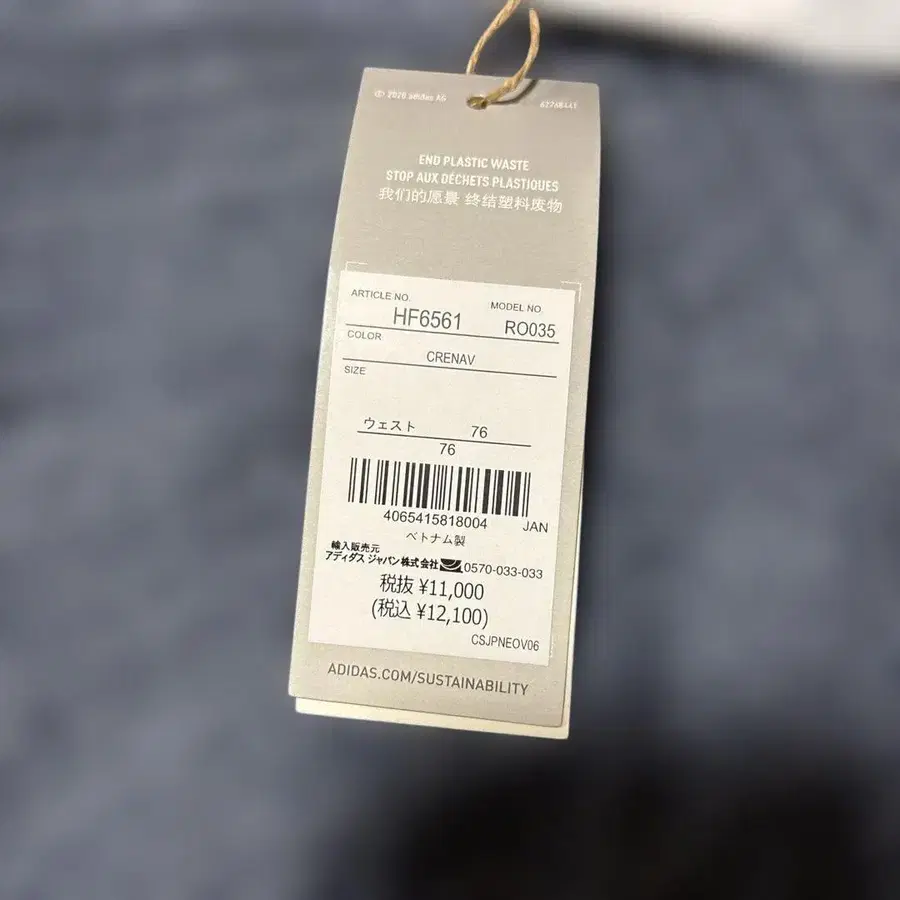 © 2020 adidas AG
62768441
END PLASTIC WASTE
STOP AUX DÉCHETS PLASTIQUES
我们的愿景 终结塑料废物
ARTICLE NO. MODEL NO.
HF6561 RO035
COLOR
CRENAV
SIZE
ウェスト 76
76
4065415818004 JAN
ベトナム製
輸入販売元
アディダス ジャパン株式会社 0570-033-033
税抜 ¥11,000
(税込 ¥12,100)
CSJPNEOV06
ADIDAS.COM/SUSTAINABILITY